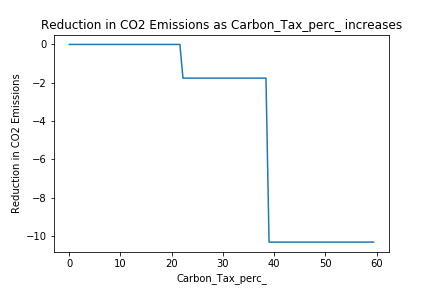 Reduction in CO2 Emissions as Carbon_Tax_perc_ increases
Reduction in CO2 Emissions
0
−2
−4
−6
−8
−10
0 10 20 30 40 50 60
Carbon_Tax_perc_